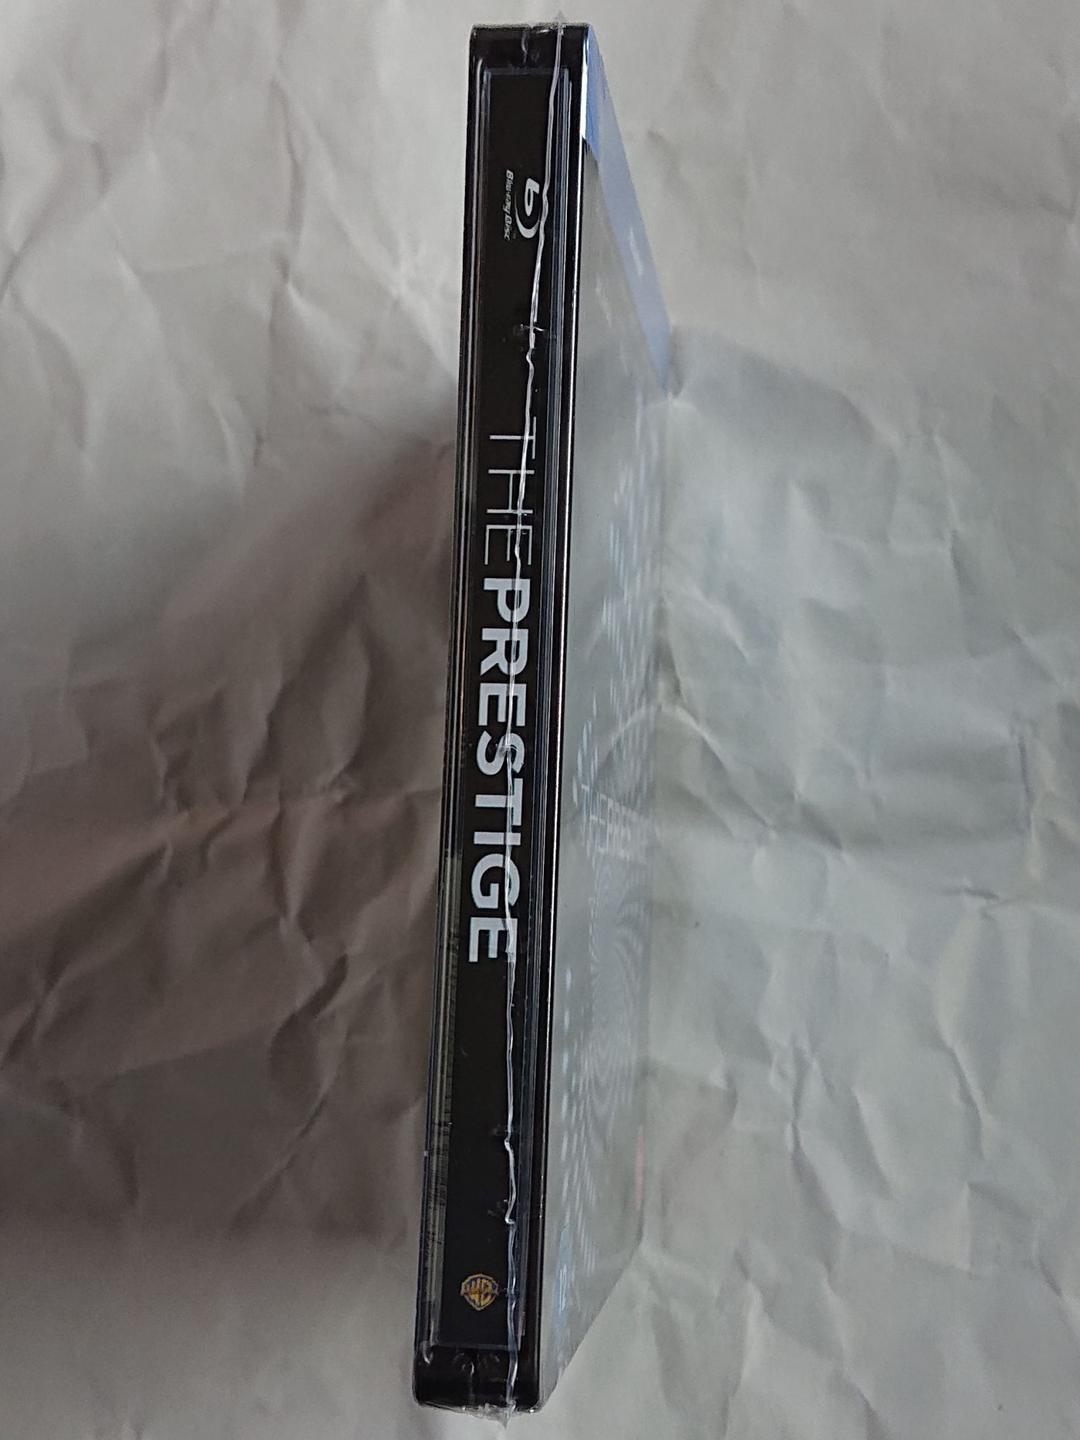 Blu-ray Disc
THE PRESTIGE
WB